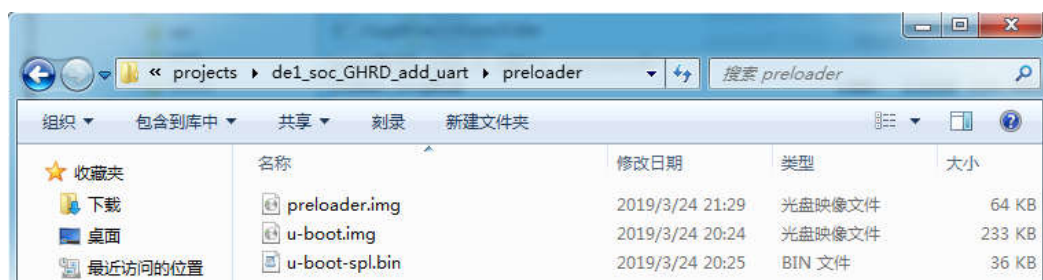 « projects ▸ de1_soc_GHRD_add_uart ▸ preloader 搜索 preloader
组织 包含到库中 共享 刻录 新建文件夹
收藏夹 名称 修改日期 类型 大小
下载 preloader.img 2019/3/24 21:29 光盘映像文件 64 KB
桌面 u-boot.img 2019/3/24 20:24 光盘映像文件 233 KB
最近访问的位置 u-boot-spl.bin 2019/3/24 20:25 BIN 文件 36 KB